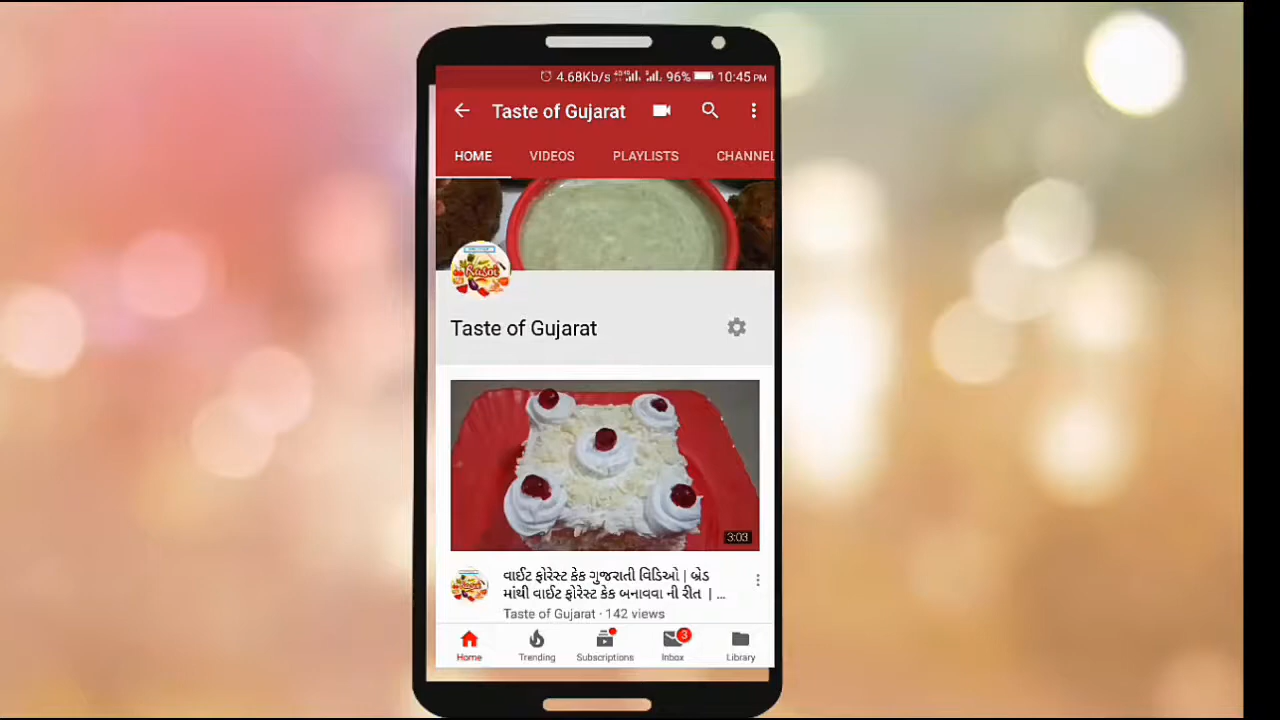 4.68Kb/s 96% 10:45 PM
Taste of Gujarat
HOME VIDEOS PLAYLISTS CHANNEL
Rasoi
Taste of Gujarat
3:03
વાઈટ ફોરેસ્ટ કેક ગુજરાતી વિડિઓ | બ્રેડ
માંથી વાઈટ ફોરેસ્ટ કેક બનાવવા ની રીત | ...
Taste of Gujarat · 142 views
3
Home Trending Subscriptions Inbox Library